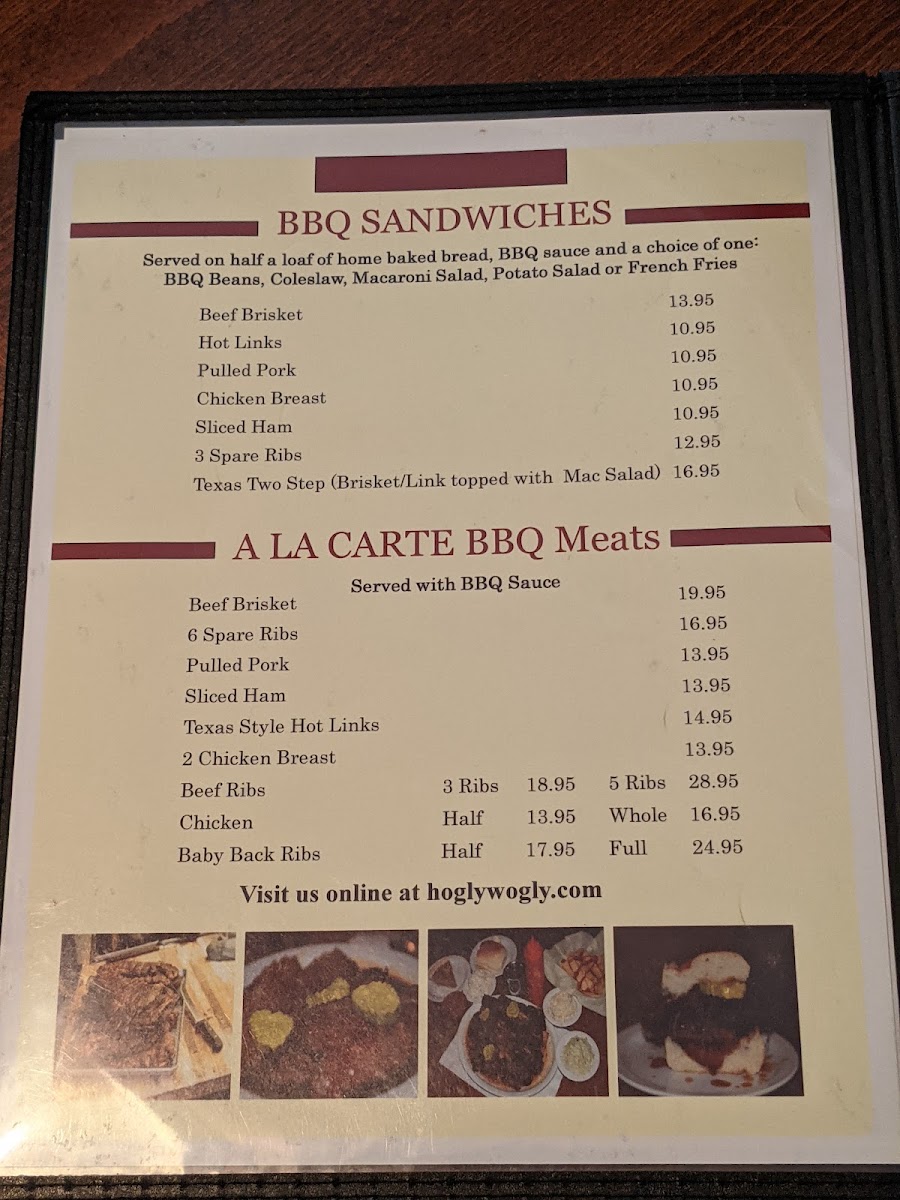 BBQ SANDWICHES
Served on half a loaf of home baked bread, BBQ sauce and a choice of one:
BBQ Beans, Coleslaw, Macaroni Salad, Potato Salad or French Fries
Beef Brisket 13.95
Hot Links 10.95
Pulled Pork 10.95
Chicken Breast 10.95
Sliced Ham 10.95
3 Spare Ribs 12.95
Texas Two Step (Brisket/Link topped with Mac Salad) 16.95
A LA CARTE BBQ Meats
Served with BBQ Sauce
Beef Brisket 19.95
6 Spare Ribs 16.95
Pulled Pork 13.95
Sliced Ham 13.95
Texas Style Hot Links 14.95
2 Chicken Breast 13.95
Beef Ribs 3 Ribs 18.95 5 Ribs 28.95
Chicken Half 13.95 Whole 16.95
Baby Back Ribs Half 17.95 Full 24.95
Visit us online at hoglywogly.com